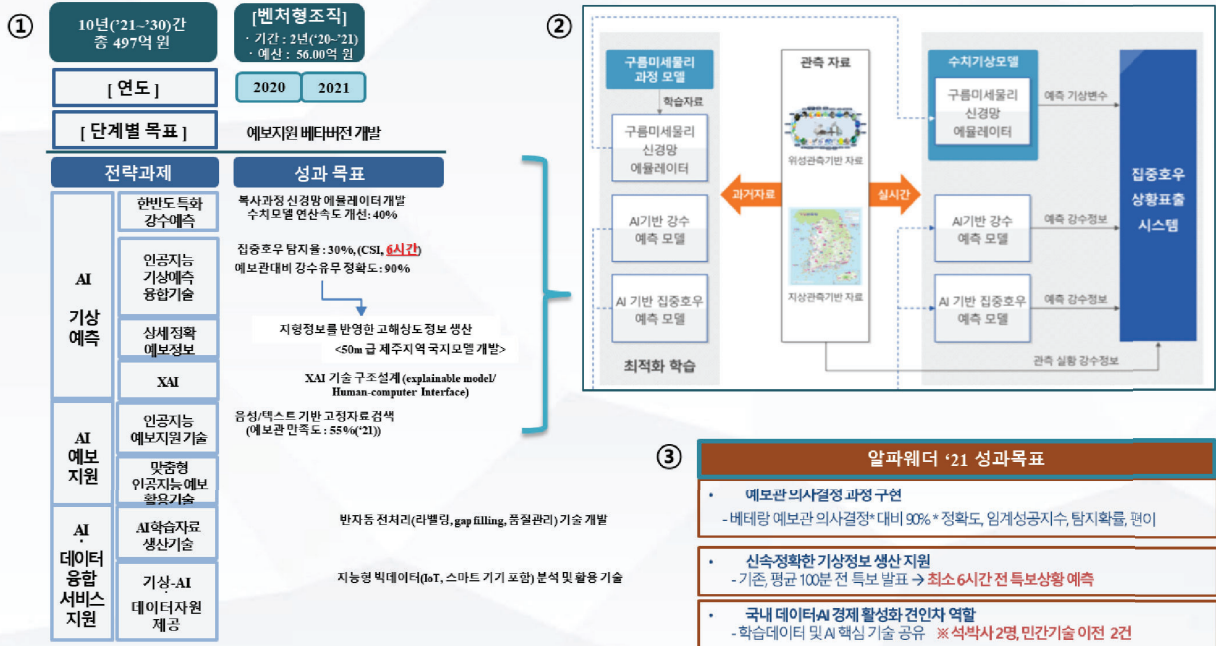 ①
10년('21~'30)간
총 497억 원
[벤처형조직]
· 기간 : 2년('20~'21)
· 예산 : 56.00억 원
[ 연도 ]
2020
2021
[ 단계별 목표 ]
예보지원 베타버전 개발
전략과제
성과 목표
AI
기상
예측
한반도 특화
강수예측
복사과정 신경망 에뮬레이터 개발
수치모델 연산속도 개선: 40%
인공지능
기상예측
융합기술
집중호우 탐지율 : 30%, (CSI, 6시간)
예보관대비 강수유무 정확도 : 90%
상세정확
예보정보
지형정보를 반영한 고해상도 정보 생산
<50m 급 제주지역 국지모델 개발>
XAI
XAI 기술 구조설계 (explainable model/
Human-computer Interface)
AI
예보
지원
인공지능
예보지원 기술
음성/텍스트 기반 고정자료 검색
(예보관 만족도 : 55%('21))
맞춤형
인공지능 예보
활용기술
AI
·
데이터
융합
서비스
지원
AI학습자료
생산기술
반자동 전처리(라벨링, gap filling, 품질관리) 기술 개발
기상-AI
데이터자원
제공
지능형 빅데이터(IoT, 스마트 기기 포함) 분석 및 활용 기술
②
구름미세물리
과정 모델
학습자료
구름미세물리
신경망
에뮬레이터
AI기반 강수
예측 모델
AI 기반 집중호우
예측 모델
최적화 학습
과거자료
관측 자료
위성관측기반 자료
지상관측기반 자료
실시간
수치기상모델
구름미세물리
신경망
에뮬레이터
예측 기상변수
AI기반 강수
예측 모델
예측 강수정보
AI 기반 집중호우
예측 모델
예측 강수정보
관측 실황 강수정보
집중호우
상황표출
시스템
③
알파웨더 '21 성과목표
• 예보관 의사결정 과정 구현
- 베테랑 예보관 의사결정* 대비 90% * 정확도, 임계성공지수, 탐지확률, 편이
• 신속정확한 기상정보 생산 지원
- 기존, 평균 100분 전 특보 발표 → 최소 6시간 전 특보상황 예측
• 국내 데이터·AI 경제 활성화 견인차 역할
- 학습데이터 및 AI 핵심 기술 공유 ※ 석·박사 2명, 민간기술 이전 2건